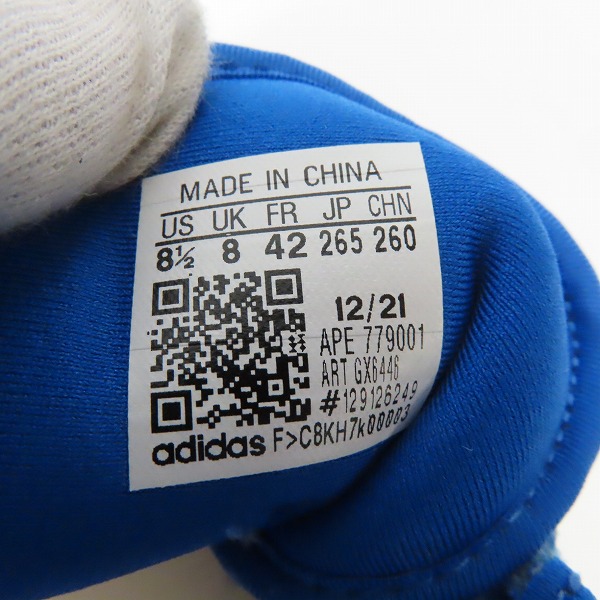 MADE IN CHINA
US UK FR JP CHN
8½ 8 42 265 260
12/21
APE 779001
ART GX6446
#129126249
adidas F>C8KH7k00003